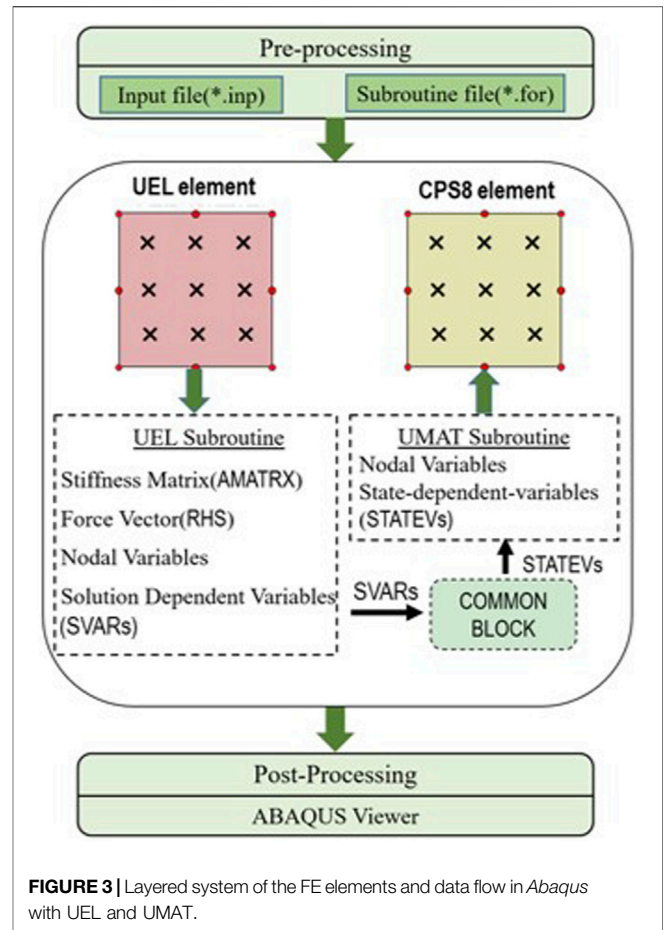 Pre-processing
Input file(*.inp)
Subroutine file(*.for)
UEL element
CPS8 element
UEL Subroutine
Stiffness Matrix(AMATRX)
Force Vector(RHS)
Nodal Variables
Solution Dependent Variables
(SVARs)
UMAT Subroutine
Nodal Variables
State-dependent-variables
(STATEVs)
SVARs
STATEVs
COMMON
BLOCK
Post-Processing
ABAQUS Viewer
FIGURE 3 | Layered system of the FE elements and data flow in Abaqus
with UEL and UMAT.